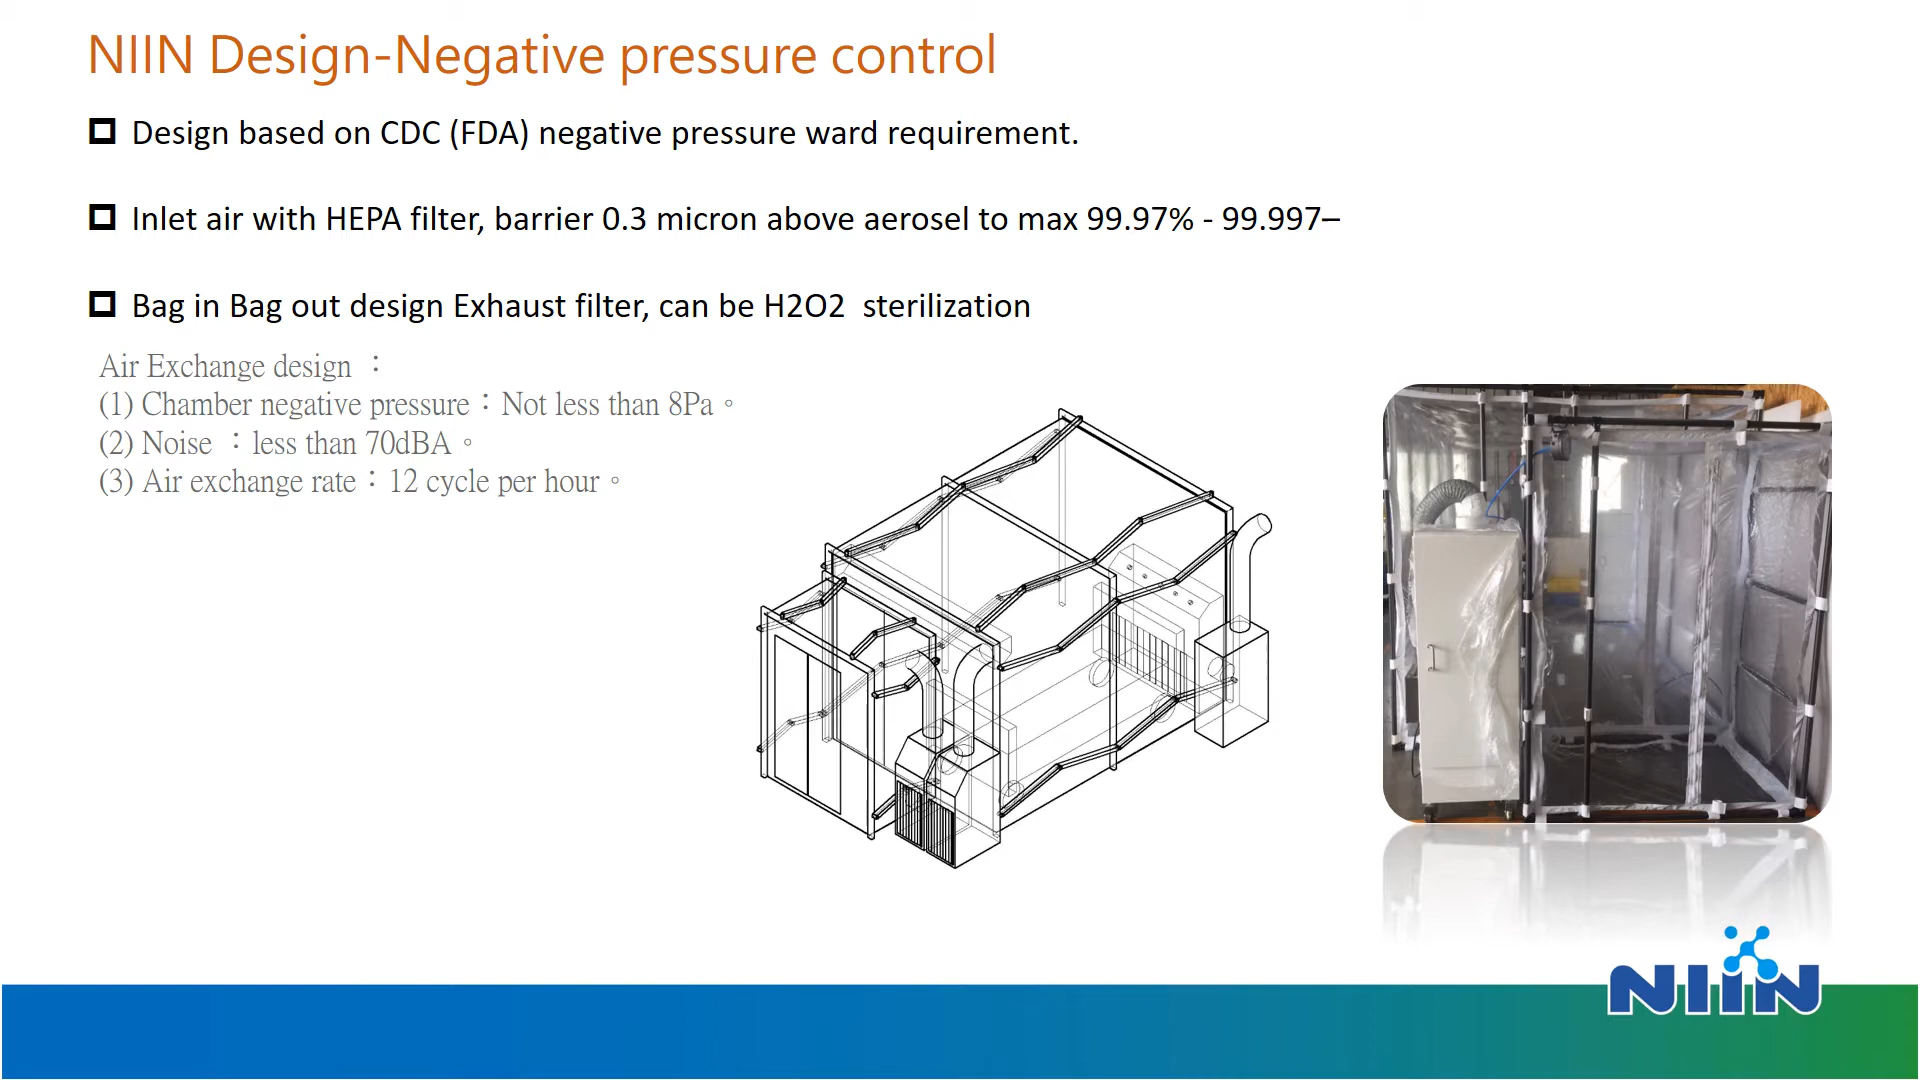 NIIN Design-Negative pressure control
Design based on CDC (FDA) negative pressure ward requirement.
Inlet air with HEPA filter, barrier 0.3 micron above aerosel to max 99.97% - 99.997–
Bag in Bag out design Exhaust filter, can be H2O2 sterilization
Air Exchange design ：
(1) Chamber negative pressure：Not less than 8Pa。
(2) Noise ：less than 70dBA。
(3) Air exchange rate：12 cycle per hour。
NIIN